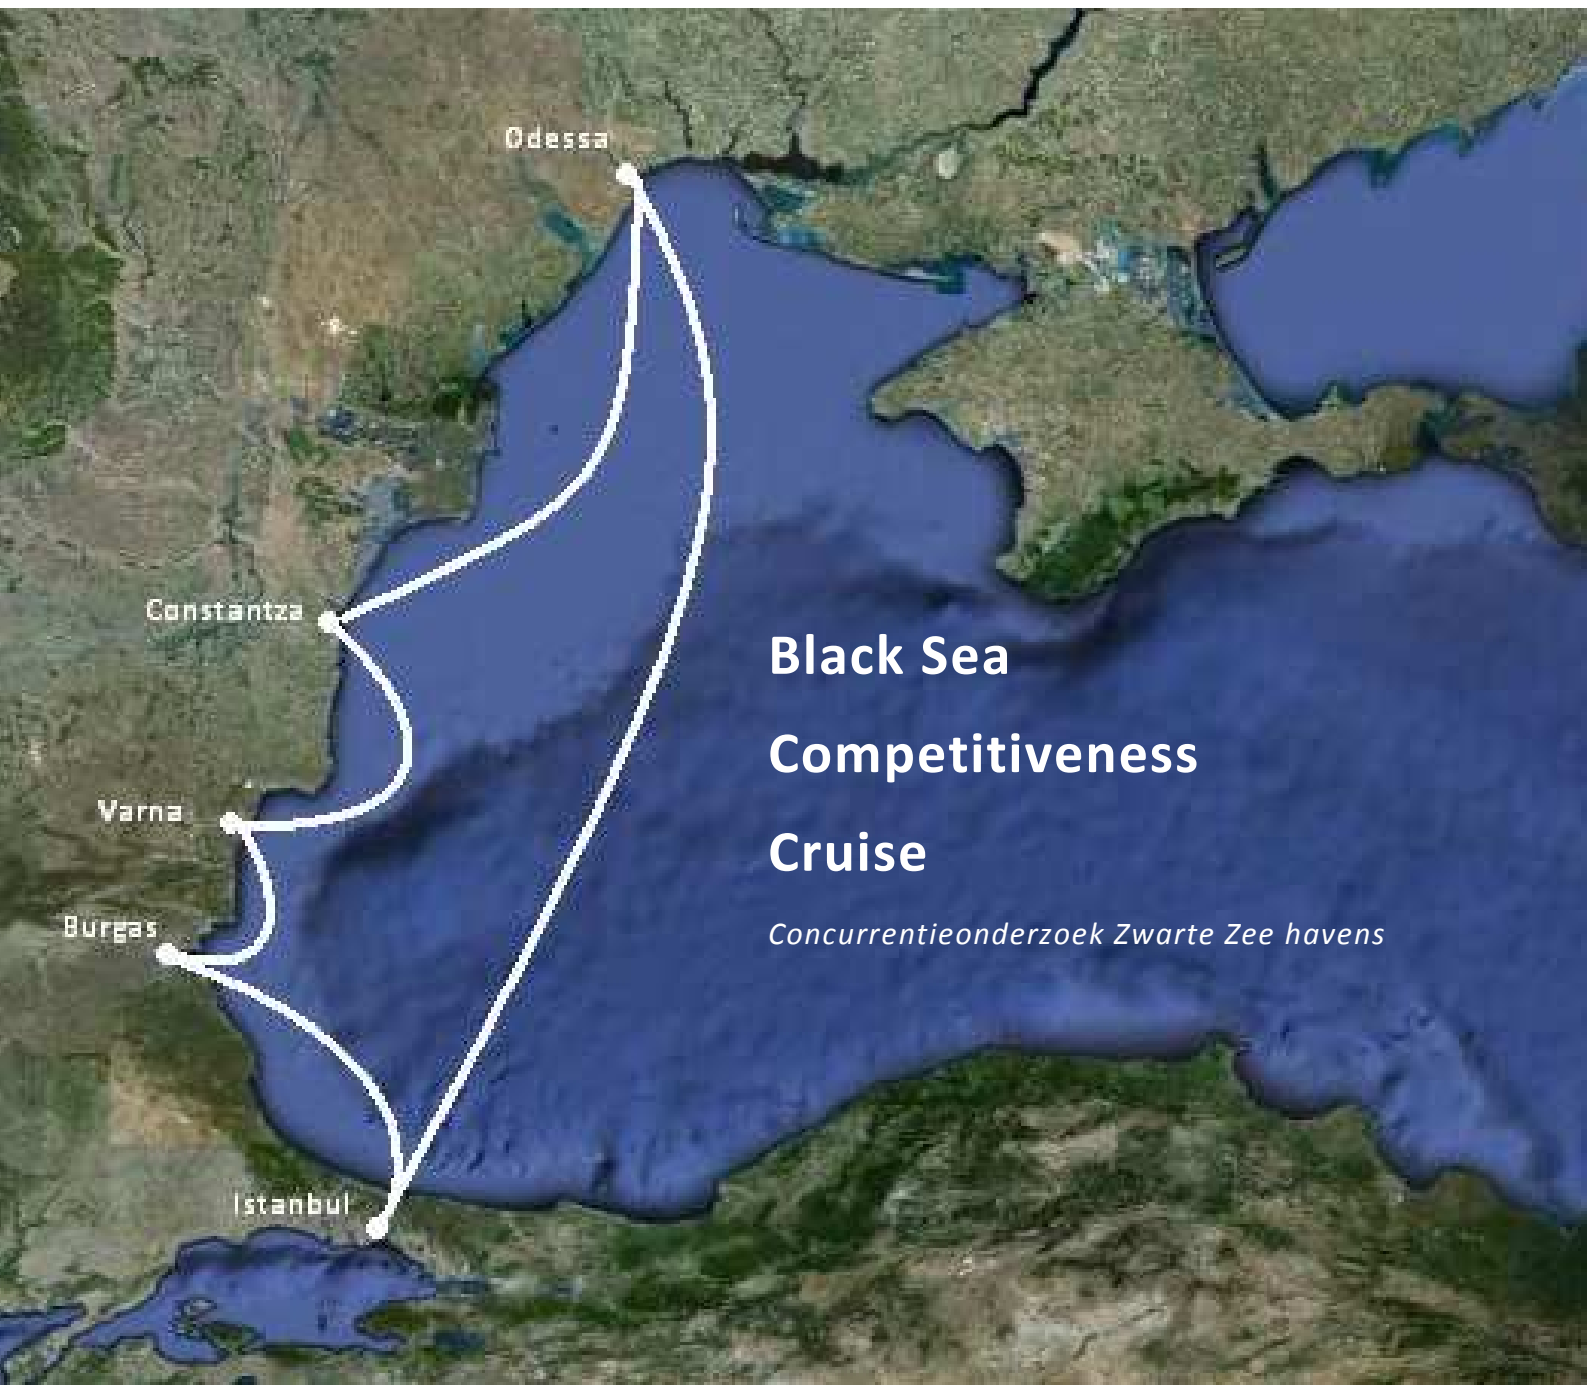 Odessa
Constantza
Varna
Burgas
Istanbul
Black Sea
Competitiveness
Cruise
Concurrentieonderzoek Zwarte Zee havens